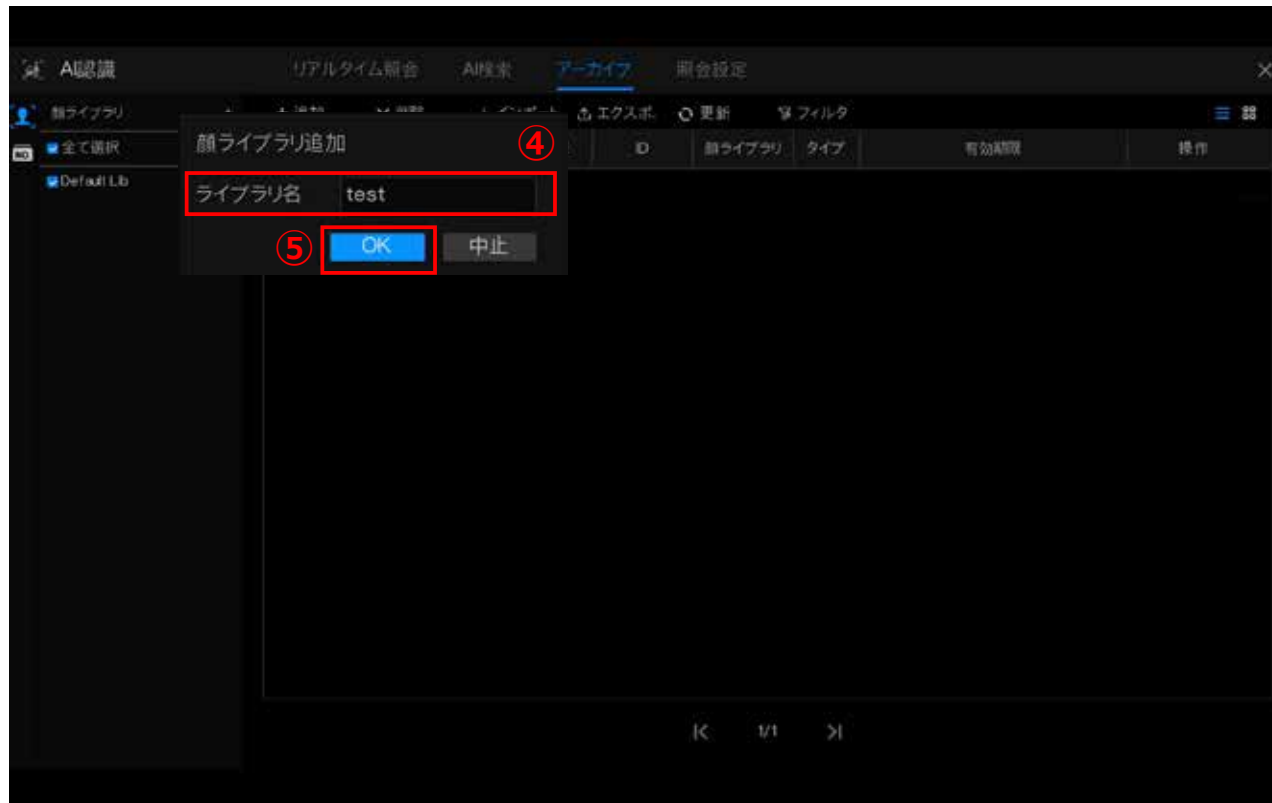 AI認識
リアルタイム照合 AI検索 アーカイブ 照合設定
顔ライブラリ エクスポ. 更新 フィルタ
NO 全て選択 ID 顔ライブラリ タイプ 有効期限 操作
Default Lib
顔ライブラリ追加 ④
ライブラリ名 test
⑤ OK 中止
1/1